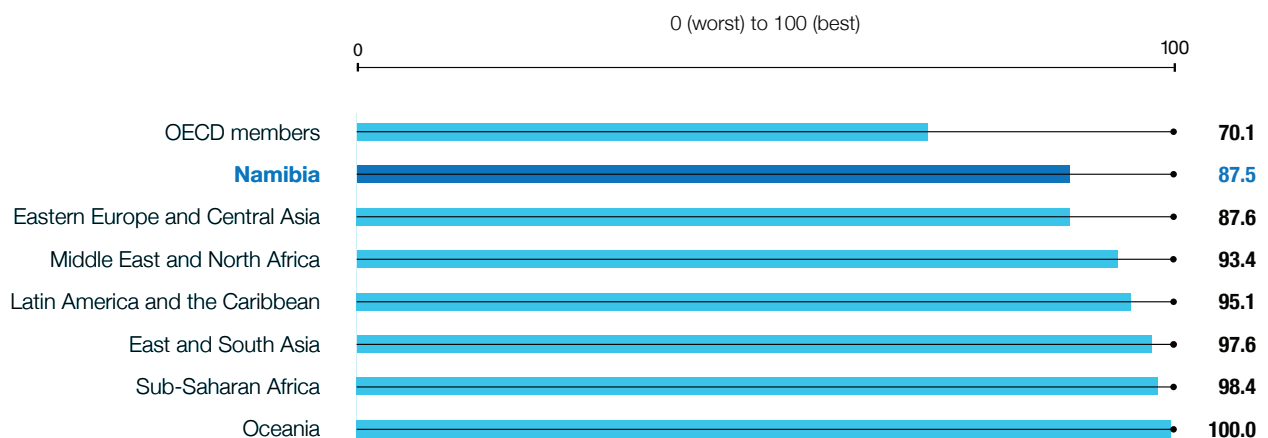 0 (worst) to 100 (best)
0 100
OECD members 70.1
Namibia 87.5
Eastern Europe and Central Asia 87.6
Middle East and North Africa 93.4
Latin America and the Caribbean 95.1
East and South Asia 97.6
Sub-Saharan Africa 98.4
Oceania 100.0